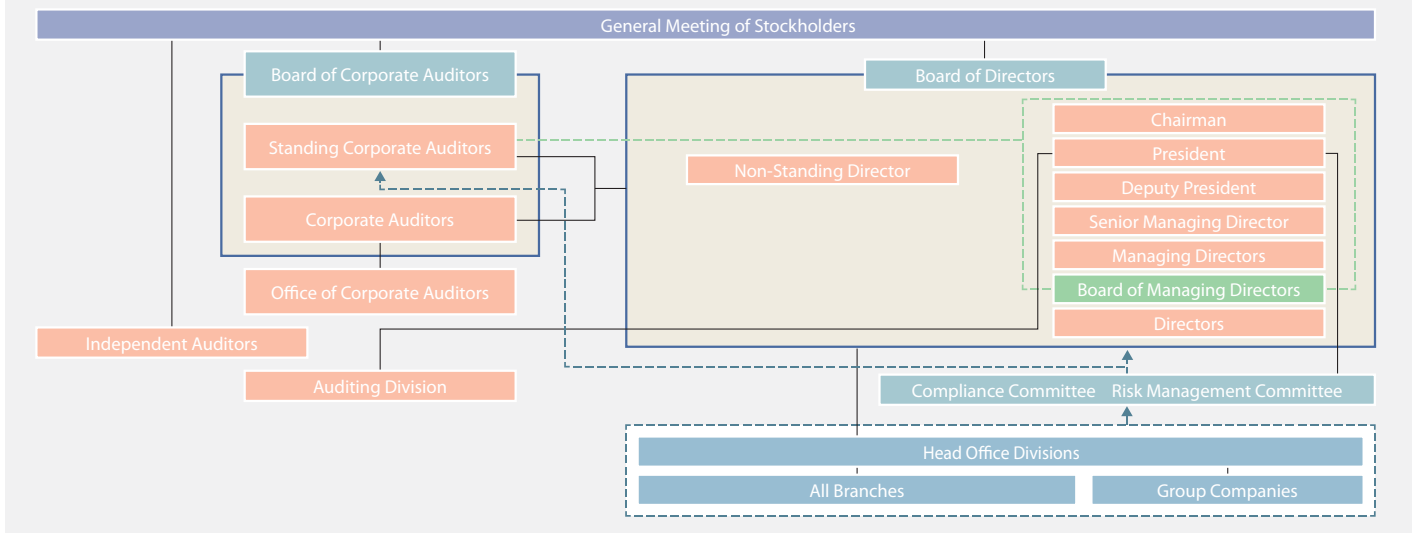 General Meeting of Stockholders
Board of Corporate Auditors
Board of Directors
Standing Corporate Auditors
Corporate Auditors
Office of Corporate Auditors
Independent Auditors
Auditing Division
Non-Standing Director
Chairman
President
Deputy President
Senior Managing Director
Managing Directors
Board of Managing Directors
Directors
Compliance Committee Risk Management Committee
Head Office Divisions
All Branches
Group Companies